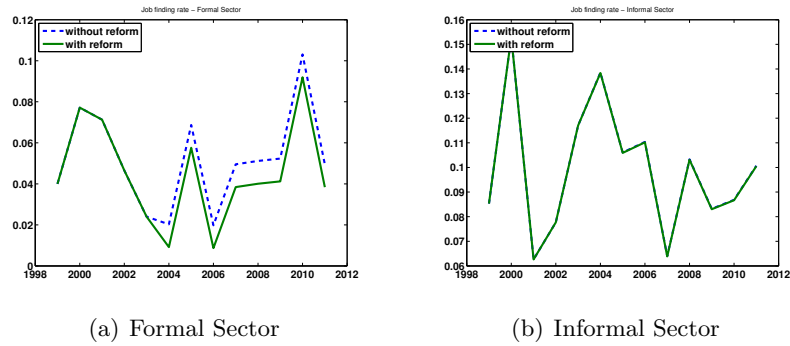 Job finding rate – Formal Sector
0.12
0.1
0.08
0.06
0.04
0.02
0
1998 2000 2002 2004 2006 2008 2010 2012
without reform
with reform
(a) Formal Sector
Job finding rate – Informal Sector
0.16
0.15
0.14
0.13
0.12
0.11
0.1
0.09
0.08
0.07
0.06
1998 2000 2002 2004 2006 2008 2010 2012
without reform
with reform
(b) Informal Sector